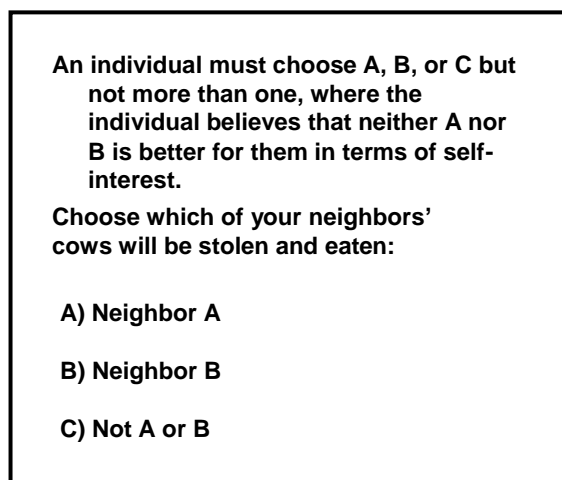 An individual must choose A, B, or C but
not more than one, where the
individual believes that neither A nor
B is better for them in terms of self-
interest.
Choose which of your neighbors’
cows will be stolen and eaten:
A) Neighbor A
B) Neighbor B
C) Not A or B